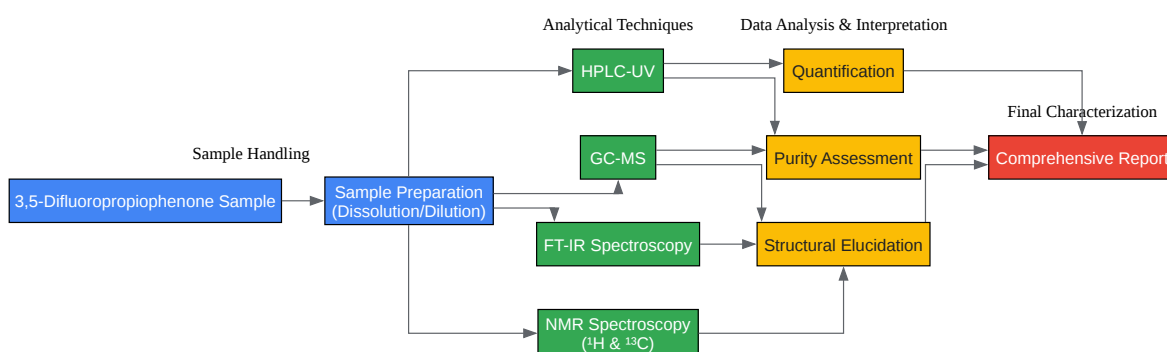 Analytical Techniques
Data Analysis & Interpretation
HPLC-UV
Quantification
Final Characterization
Sample Handling
GC-MS
Purity Assessment
Comprehensive Report
3,5-Difluoropropiophenone Sample
Sample Preparation
(Dissolution/Dilution)
FT-IR Spectroscopy
Structural Elucidation
NMR Spectroscopy
(¹H & ¹³C)